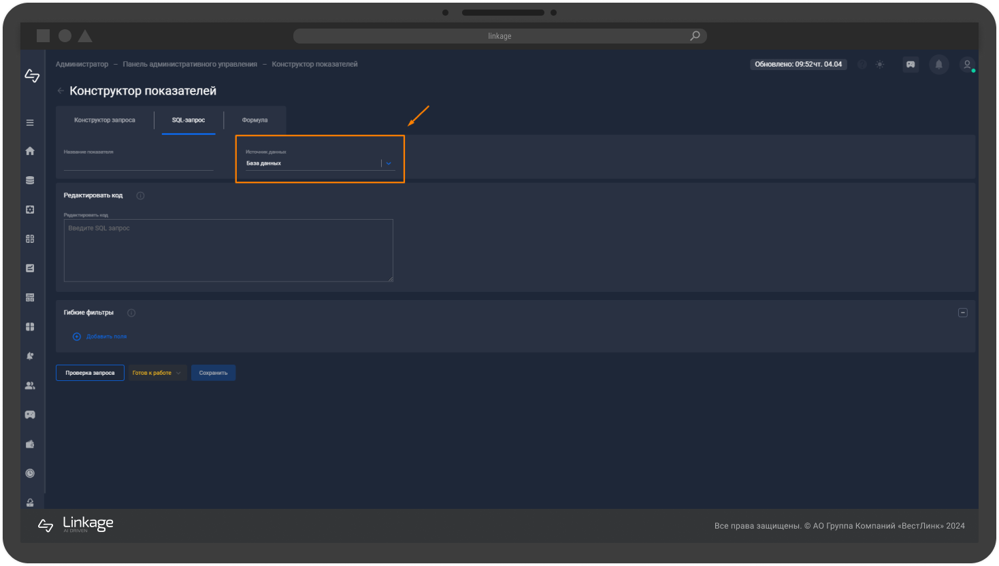 linkage
Администратор – Панель административного управления – Конструктор показателей
Обновлено: 09:52 чт. 04.04
Конструктор показателей
Конструктор запроса
SQL-запрос
Формула
Название показателя
Источник данных
База данных
Редактировать код
Редактировать код
Введите SQL запрос
Гибкие фильтры
Добавить поля
Проверка запроса
Готов к работе
Сохранить
Linkage
AI DRIVEN
Все права защищены. © АО Группа Компаний «ВестЛинк» 2024